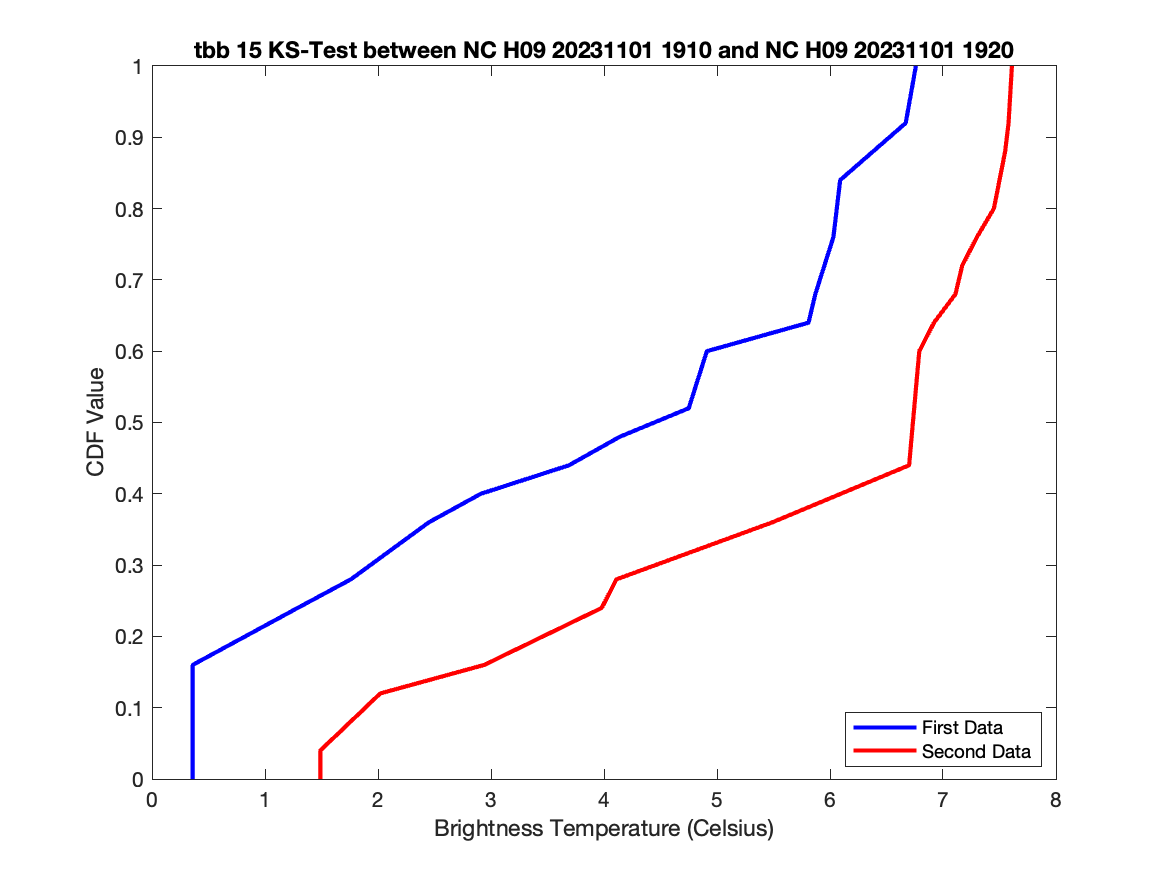 tbb 15 KS-Test between NC H09 20231101 1910 and NC H09 20231101 1920
1
0.9
0.8
0.7
0.6
0.5
0.4
0.3
0.2
0.1
0
CDF Value
First Data
Second Data
0 1 2 3 4 5 6 7 8
Brightness Temperature (Celsius)